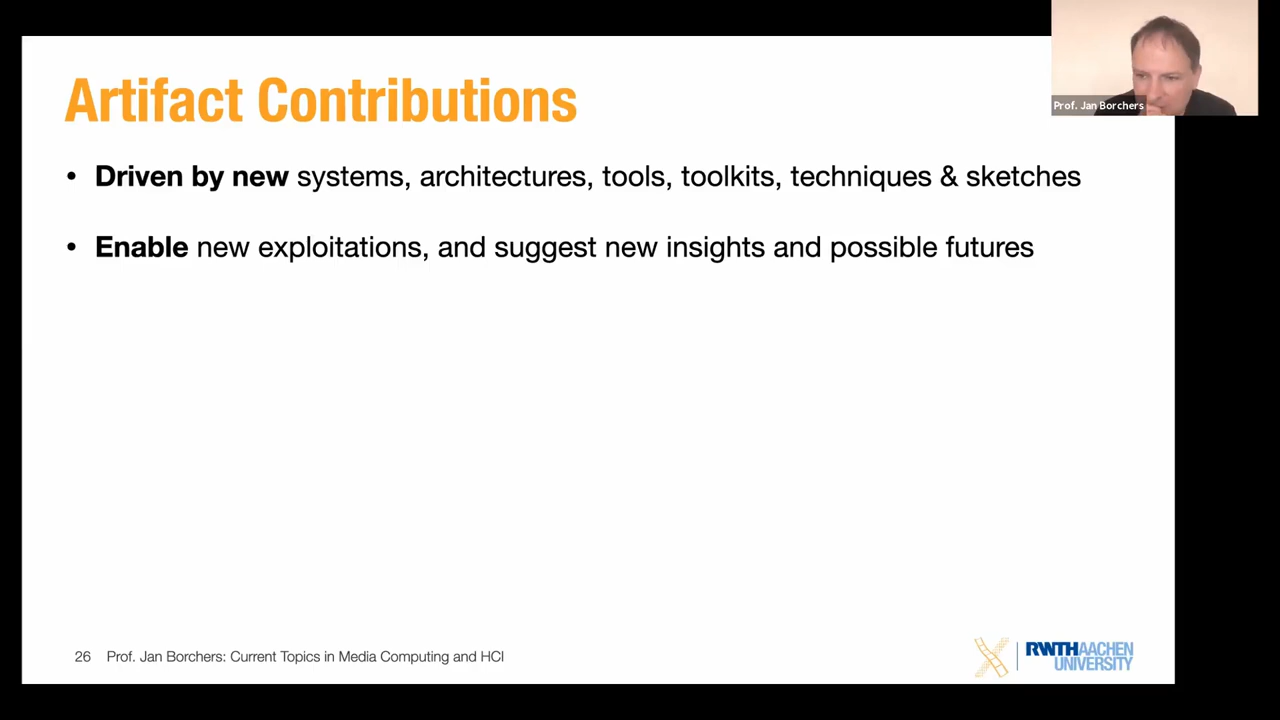 Artifact Contributions
Prof. Jan Borchers
• Driven by new systems, architectures, tools, toolkits, techniques & sketches
• Enable new exploitations, and suggest new insights and possible futures
26 Prof. Jan Borchers: Current Topics in Media Computing and HCI
RWTHAACHEN
UNIVERSITY